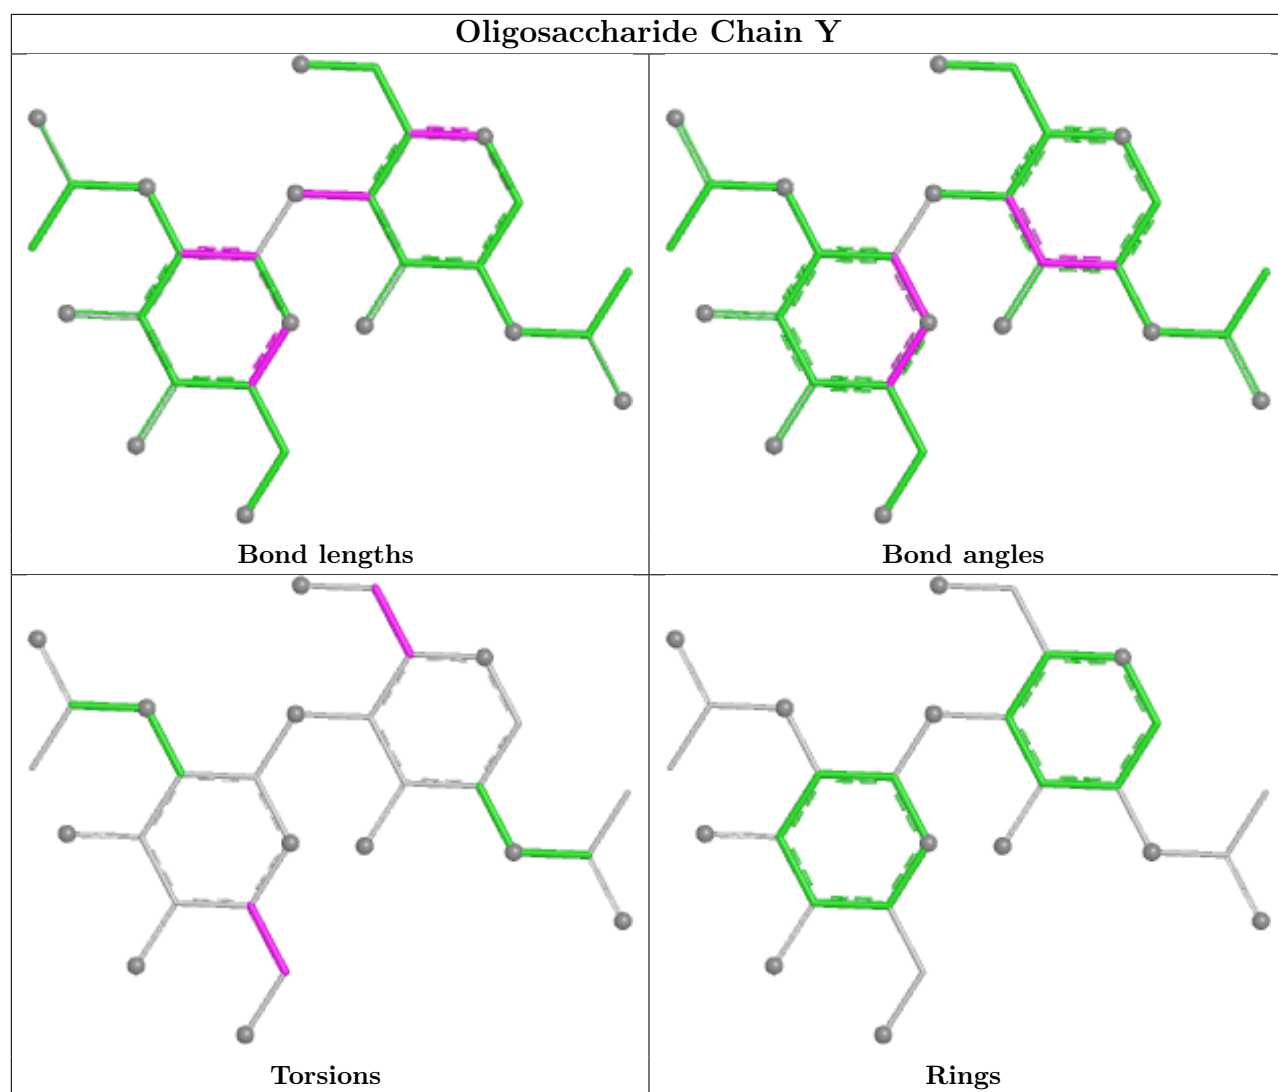 Oligosaccharide Chain Y
Bond lengths
Bond angles
Torsions
Rings